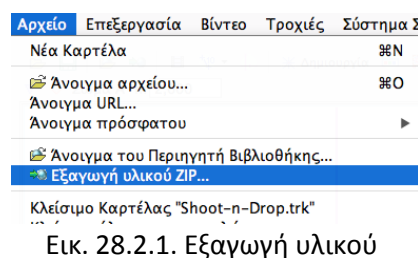 Αρχείο Επεξεργασία Βίντεο Τροχιές Σύστημα Σ
Νέα Καρτέλα ⌘N
Άνοιγμα αρχείου... ⌘O
Άνοιγμα URL...
Άνοιγμα πρόσφατου ▶
Άνοιγμα του Περιηγητή Βιβλιοθήκης...
Εξαγωγή υλικού ZIP...
Κλείσιμο Καρτέλας "Shoot-n-Drop.trk"
Εικ. 28.2.1. Εξαγωγή υλικού